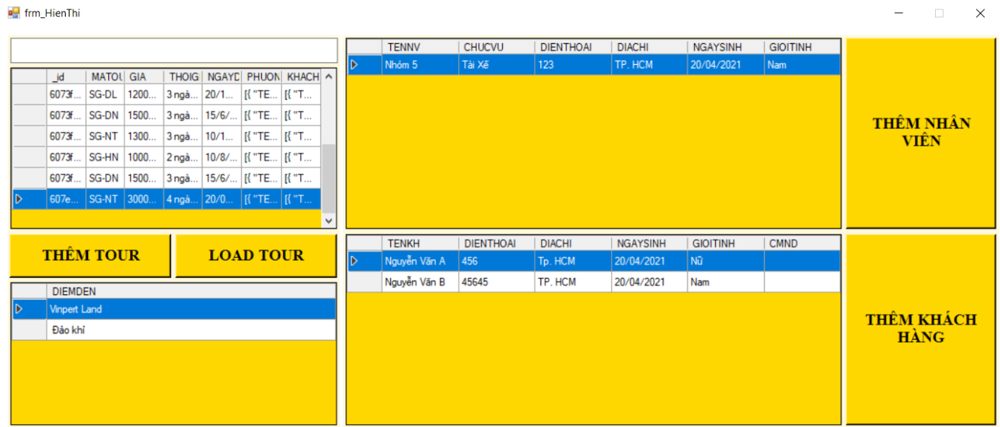 frm_HienThi
_id MATOU GIA THOIG NGAYD PHUON KHACH
6073f... SG-DL 1200... 3 ngà... 20/1... [{ "TE... [{ "T...
6073f... SG-DN 1500... 3 ngà... 15/6/... [{ "TE... [{ "T...
6073f... SG-NT 1300... 3 ngà... 10/1... [{ "TE... [{ "T...
6073f... SG-HN 1000... 2 ngà... 10/8/... [{ "TE... [{ "T...
6073f... SG-DN 1500... 3 ngà... 15/6/... [{ "TE... [{ "T...
607e... SG-NT 3000... 4 ngà... 20/0... [{ "TE... [{ "T...
THÊM TOUR
LOAD TOUR
DIEMDEN
Vinpert Land
Đảo khỉ
TENNV CHUCVU DIENTHOAI DIACHI NGAYSINH GIOITINH
Nhóm 5 Tài Xế 123 TP. HCM 20/04/2021 Nam
THÊM NHÂN
VIÊN
TENKH DIENTHOAI DIACHI NGAYSINH GIOITINH CMND
Nguyễn Văn A 456 Tp. HCM 20/04/2021 Nữ
Nguyễn Văn B 45645 TP. HCM 20/04/2021 Nam
THÊM KHÁCH
HÀNG